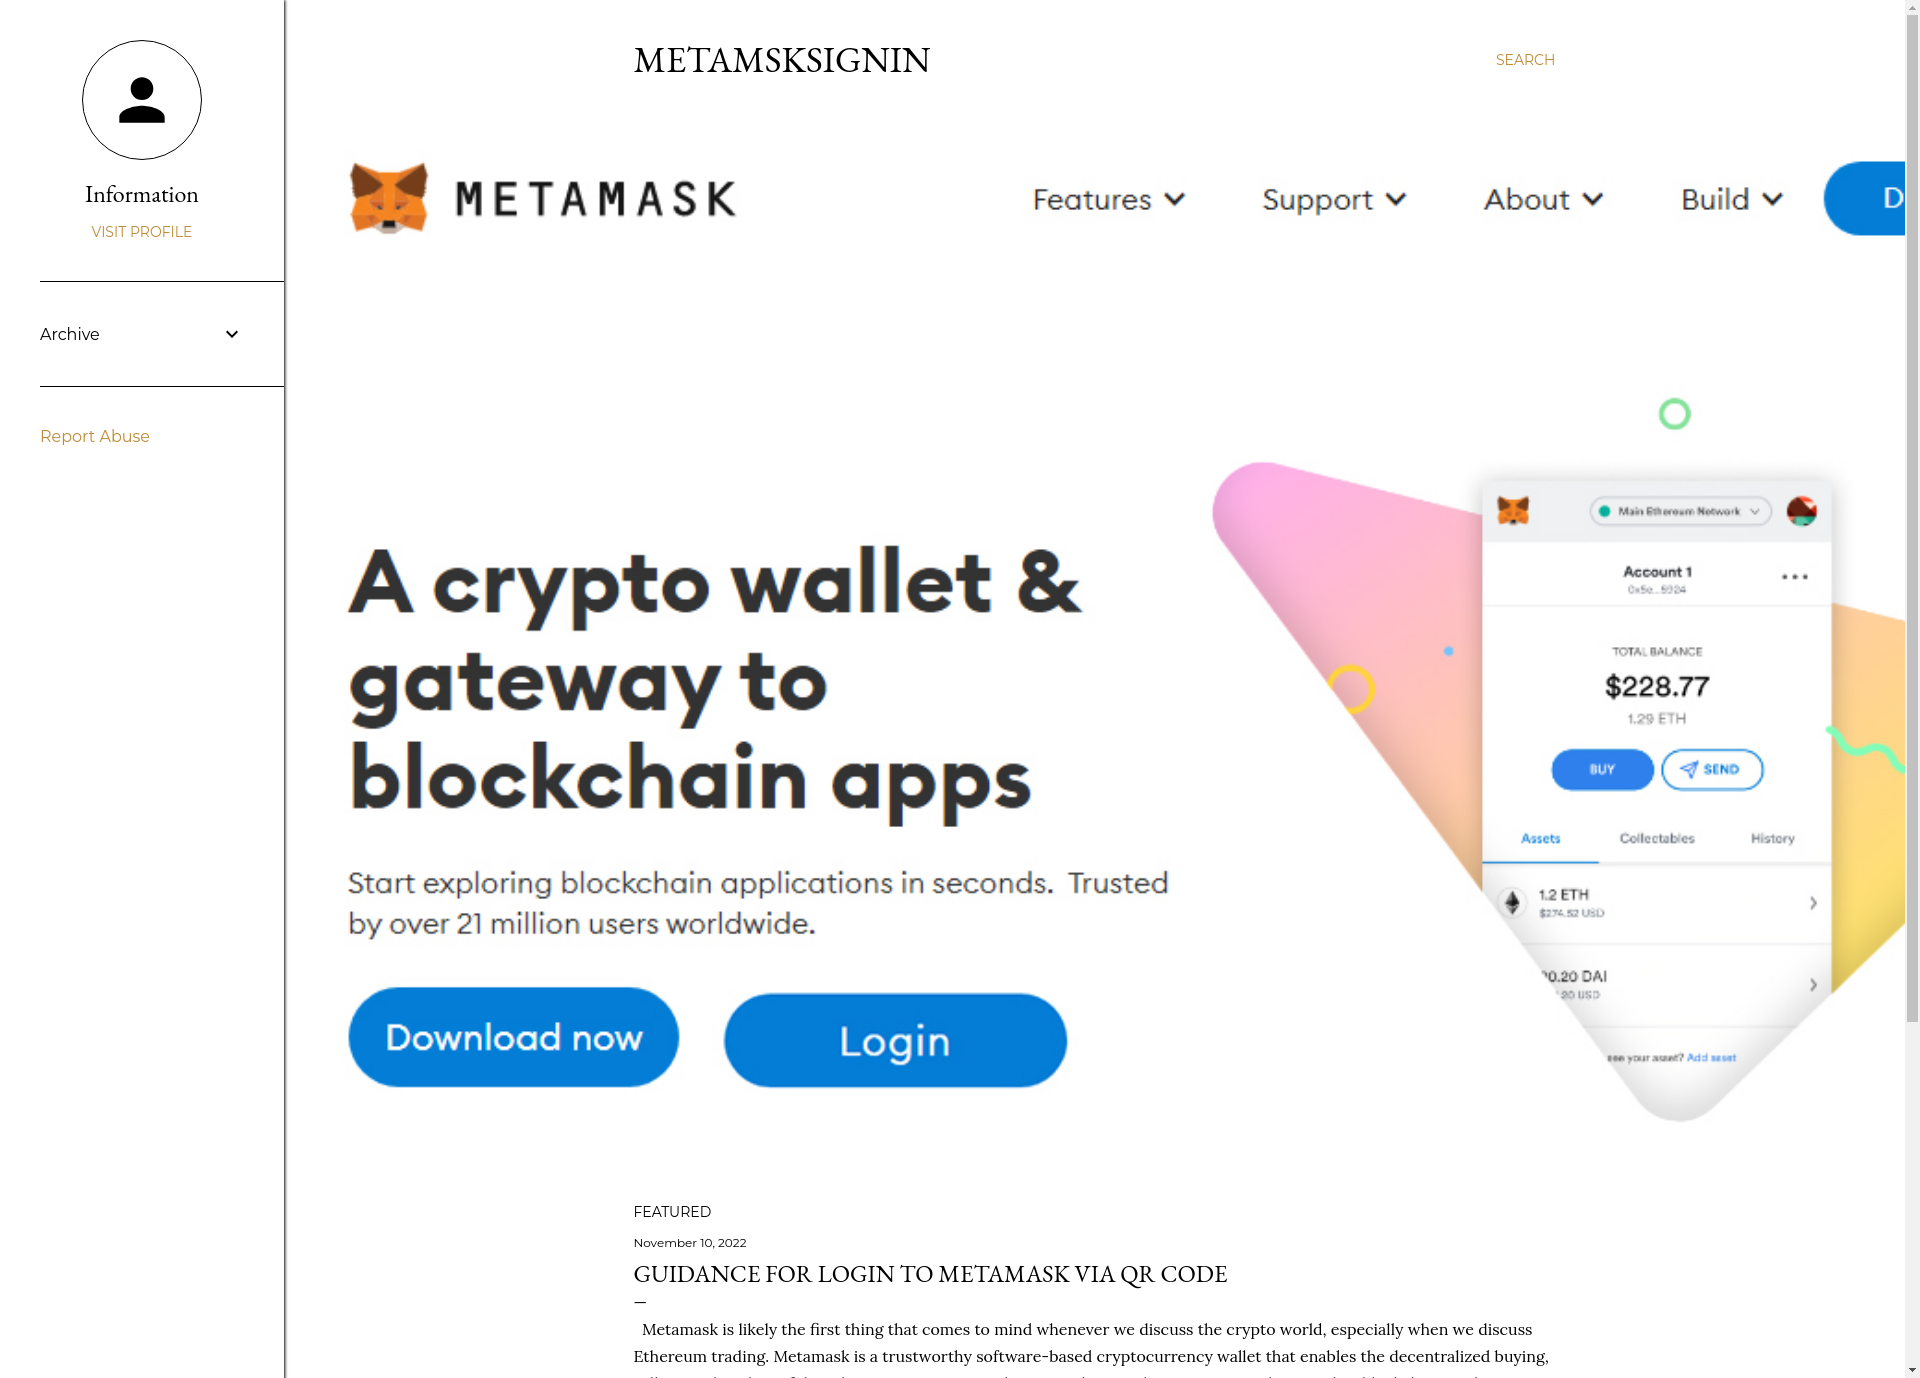 METAMSKSIGNIN
SEARCH
Information
VISIT PROFILE
Archive
Report Abuse
METAMASK
Features
Support
About
Build
D
A crypto wallet &
gateway to
blockchain apps
Start exploring blockchain applications in seconds. Trusted
by over 21 million users worldwide.
Download now
Login
Main Ethereum Network
Account 1
0x5e...5924
TOTAL BALANCE
$228.77
1.29 ETH
BUY
SEND
Assets
Collectables
History
1.2 ETH
$274.52 USD
0.20 DAI
20 USD
see your asset? Add asset
FEATURED
November 10, 2022
GUIDANCE FOR LOGIN TO METAMASK VIA QR CODE
Metamask is likely the first thing that comes to mind whenever we discuss the crypto world, especially when we discuss
Ethereum trading. Metamask is a trustworthy software-based cryptocurrency wallet that enables the decentralized buying,